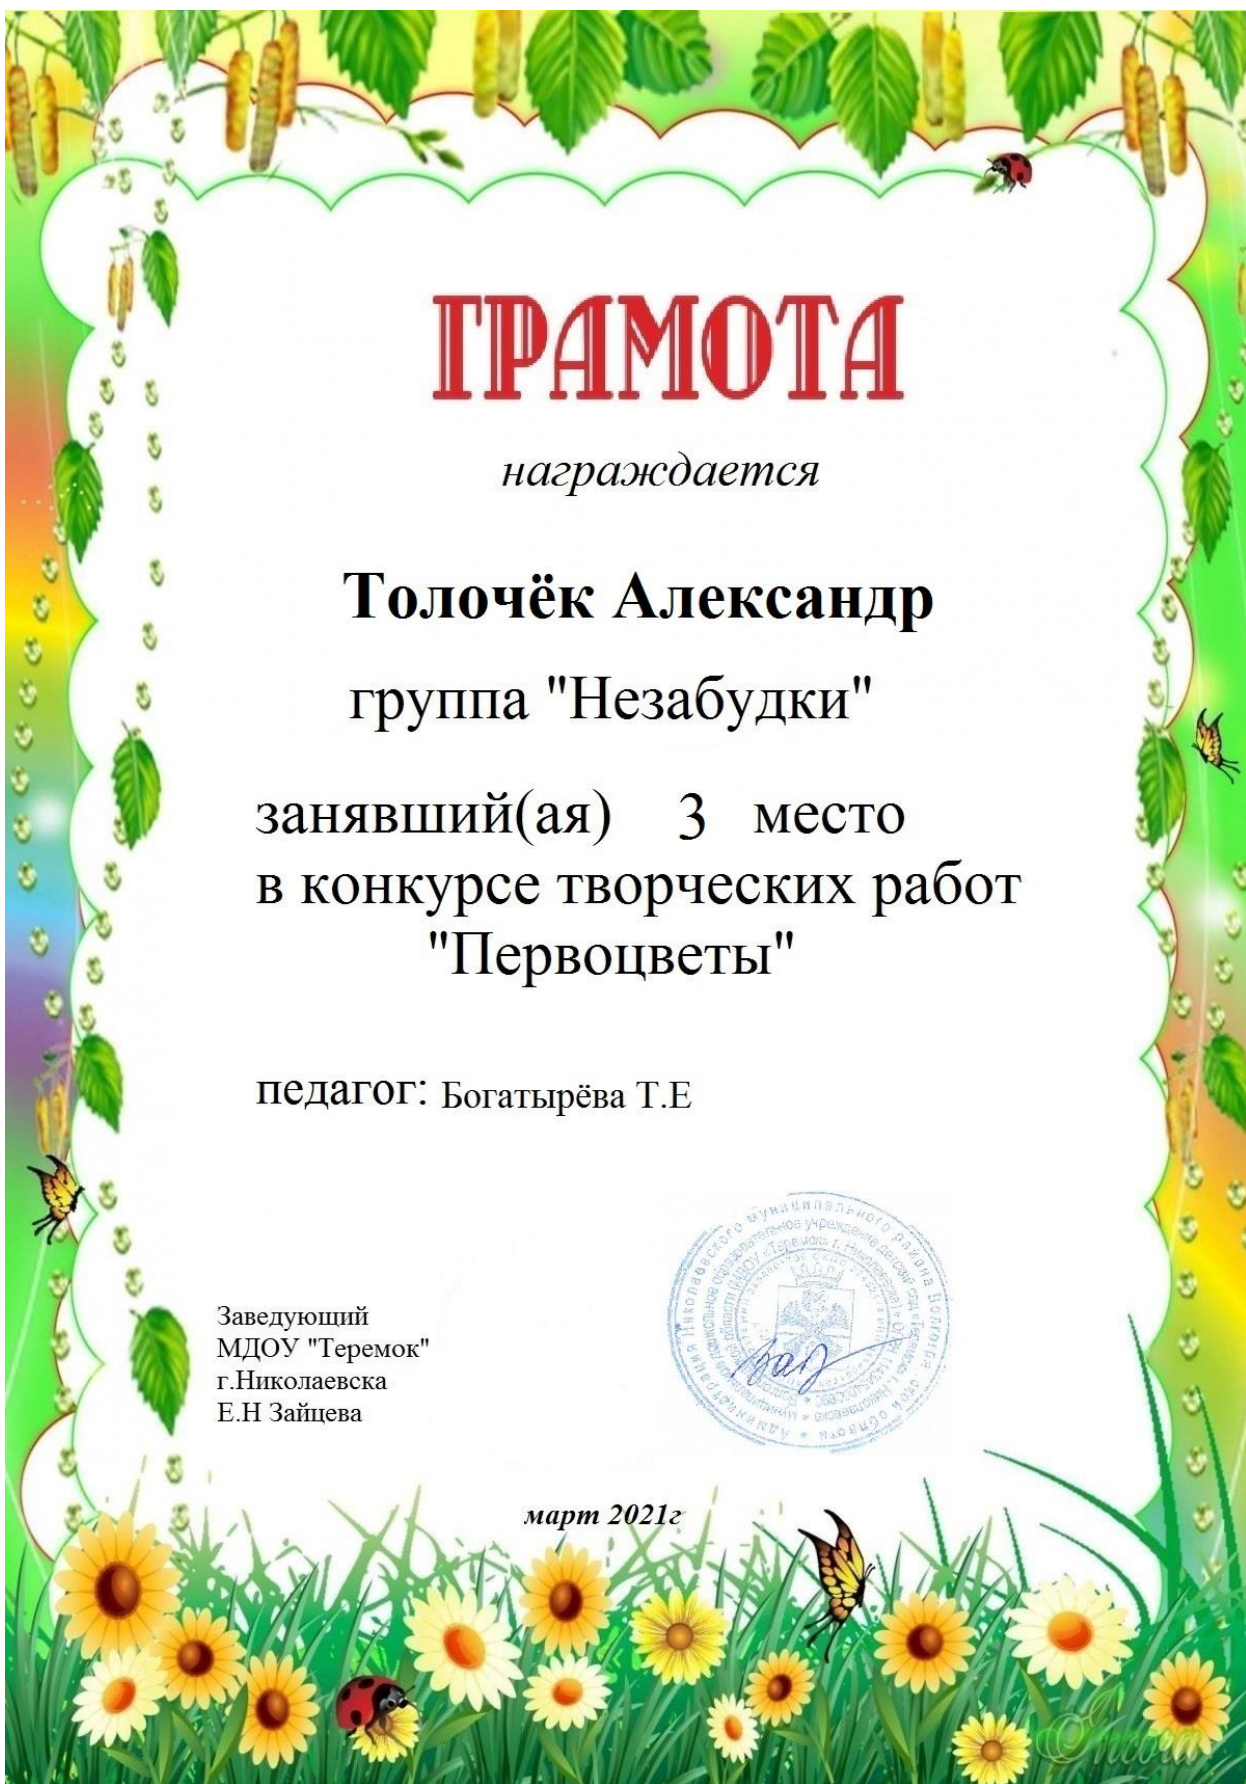 ГРАМОТА
награждается
Толочёк Александр
группа "Незабудки"
занявший(ая) 3 место
в конкурсе творческих работ
"Первоцветы"
педагог: Богатырёва Т.Е
Заведующий
МДОУ "Теремок"
г.Николаевска
Е.Н Зайцева
март 2021г